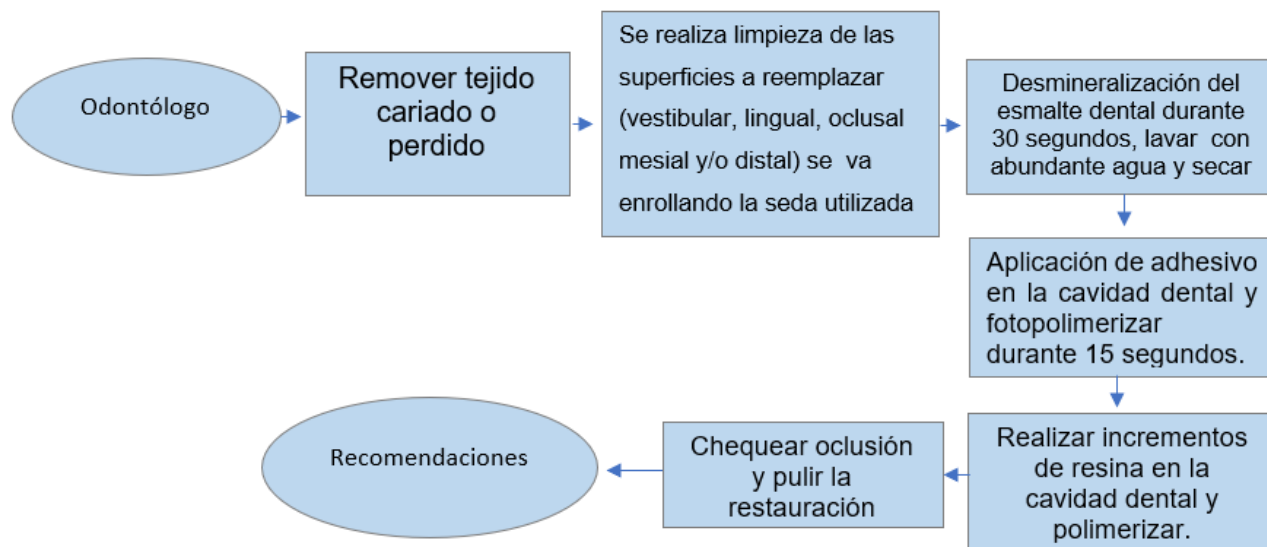 Odontólogo
Remover tejido
cariado o
perdido
Se realiza limpieza de las
superficies a reemplazar
(vestibular, lingual, oclusal
mesial y/o distal) se va
enrollando la seda utilizada
Desmineralización del
esmalte dental durante
30 segundos, lavar con
abundante agua y secar
Aplicación de adhesivo
en la cavidad dental y
fotopolimerizar
durante 15 segundos.
Realizar incrementos
de resina en la
cavidad dental y
polimerizar.
Chequear oclusión
y pulir la
restauración
Recomendaciones